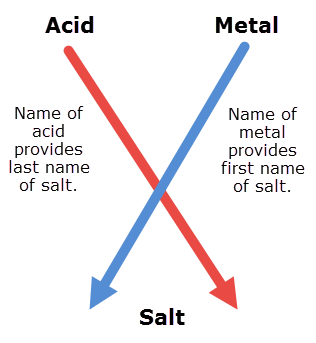 Acid
Metal
Name of
acid
provides
last name
of salt.
Name of
metal
provides
first name
of salt.
Salt